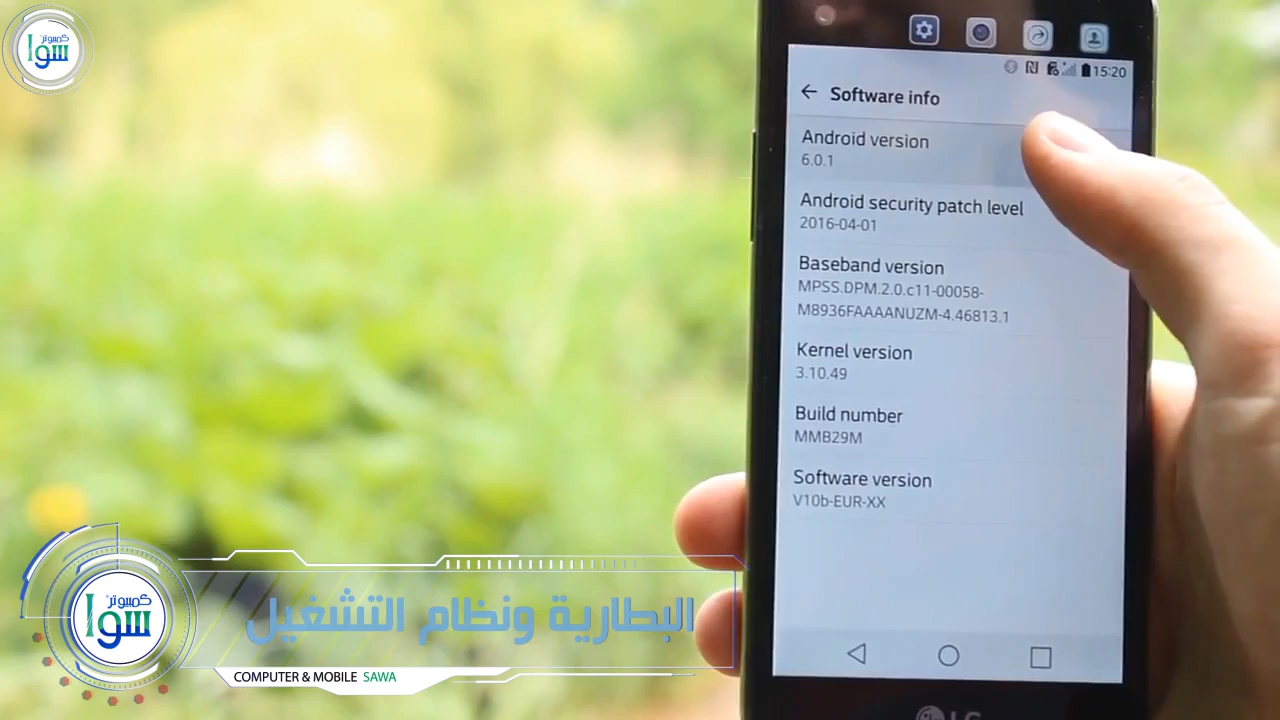 كمبيوتر
سوا
15:20
Software info
Android version
6.0.1
Android security patch level
2016-04-01
Baseband version
MPSS.DPM.2.0.c11-00058-
M8936FAAAANUZM-4.46813.1
Kernel version
3.10.49
Build number
MMB29M
Software version
V10b-EUR-XX
LG
كمبيوتر
سوا
البطارية ونظام التشغيل
COMPUTER & MOBILE SAWA